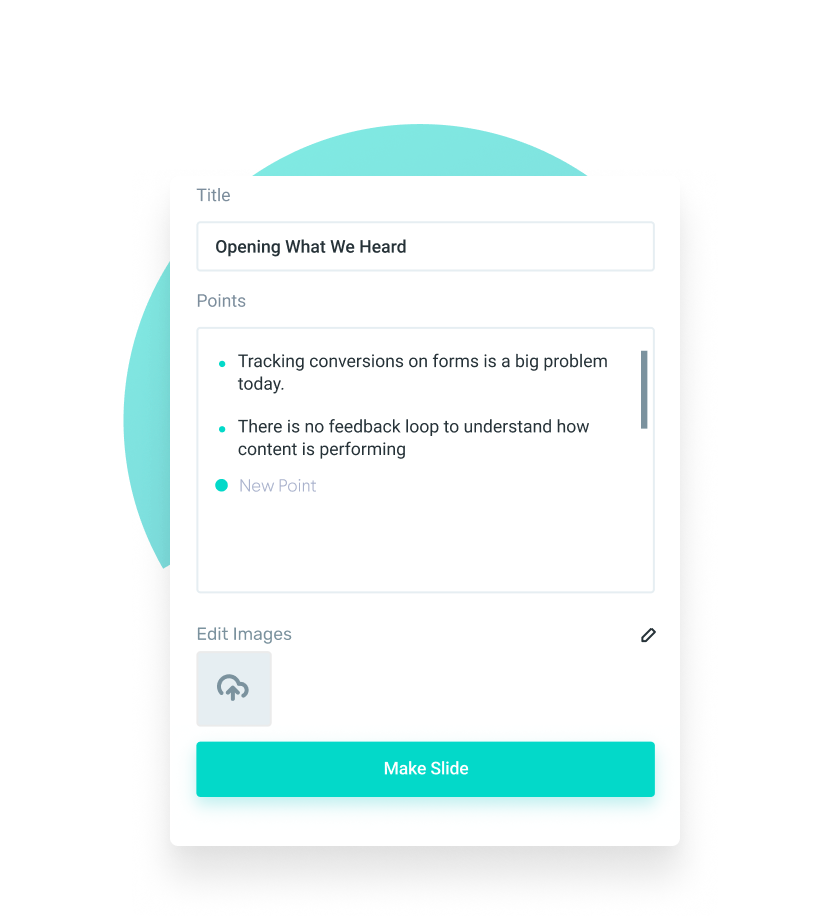 Title
Opening What We Heard
Points
Tracking conversions on forms is a big problem
today.
There is no feedback loop to understand how
content is performing
New Point
Edit Images
Make Slide